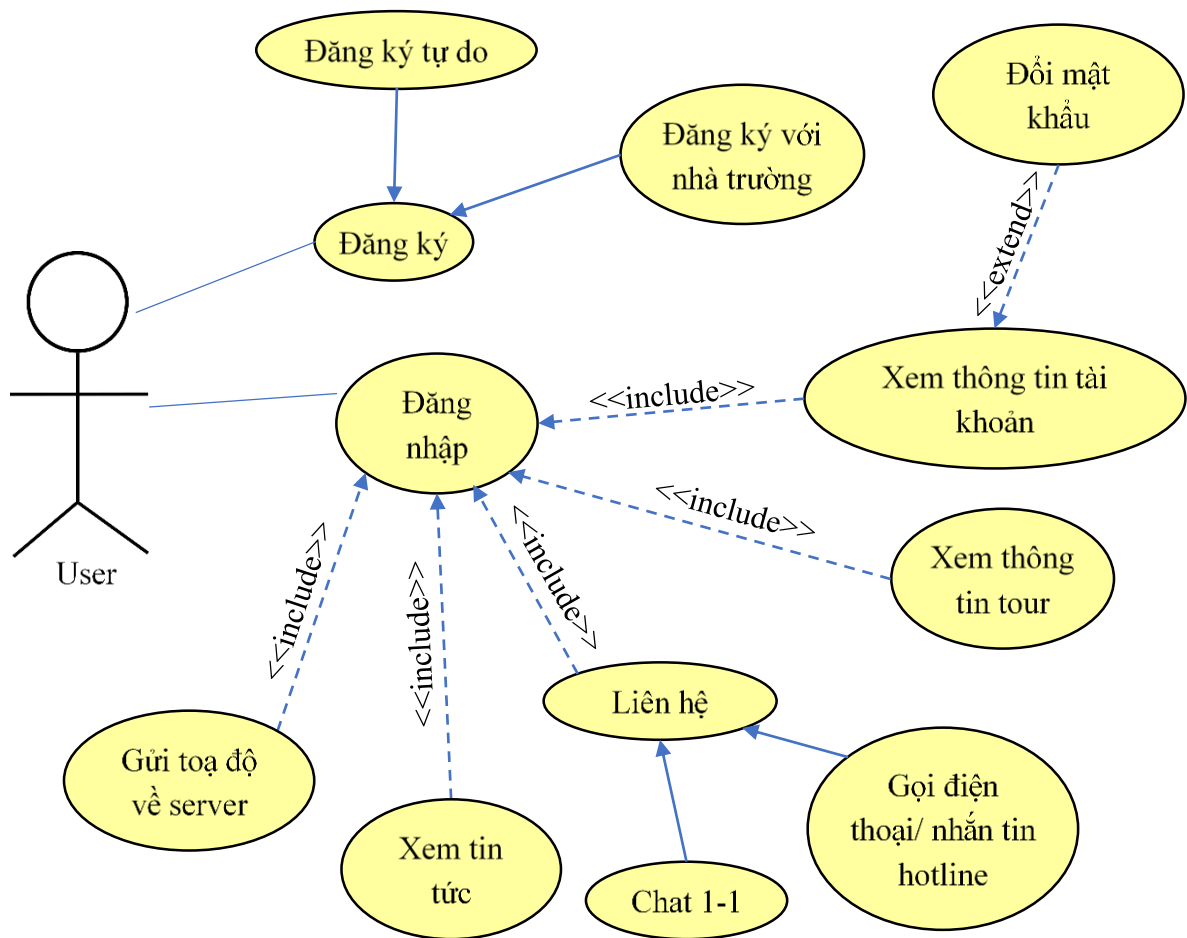 Đăng ký tự do
Đổi mật
khẩu
Đăng ký với
nhà trường
Đăng ký
<<extend>>
Xem thông tin tài
khoản
<<include>>
Đăng
nhập
<<include>>
<<include>>
Xem thông
tin tour
User
<<include>>
<<include>>
Liên hệ
Gửi toạ độ
về server
Gọi điện
thoại/ nhắn tin
hotline
Xem tin
tức
Chat 1-1